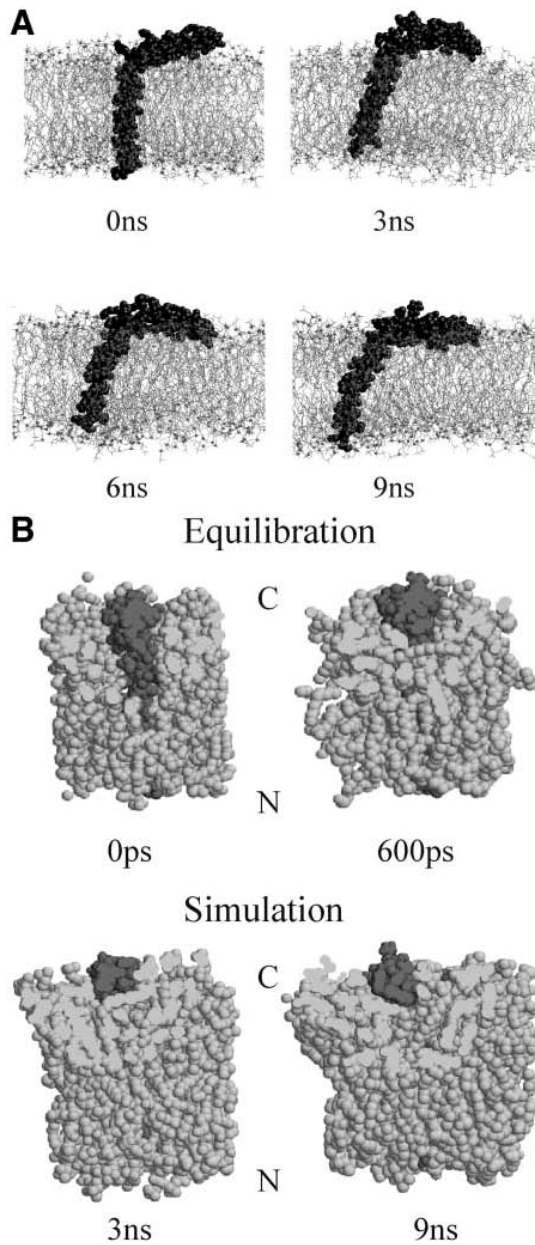 A
0ns 3ns
6ns 9ns
B Equilibration
C
N
0ps 600ps
Simulation
C
N
3ns 9ns